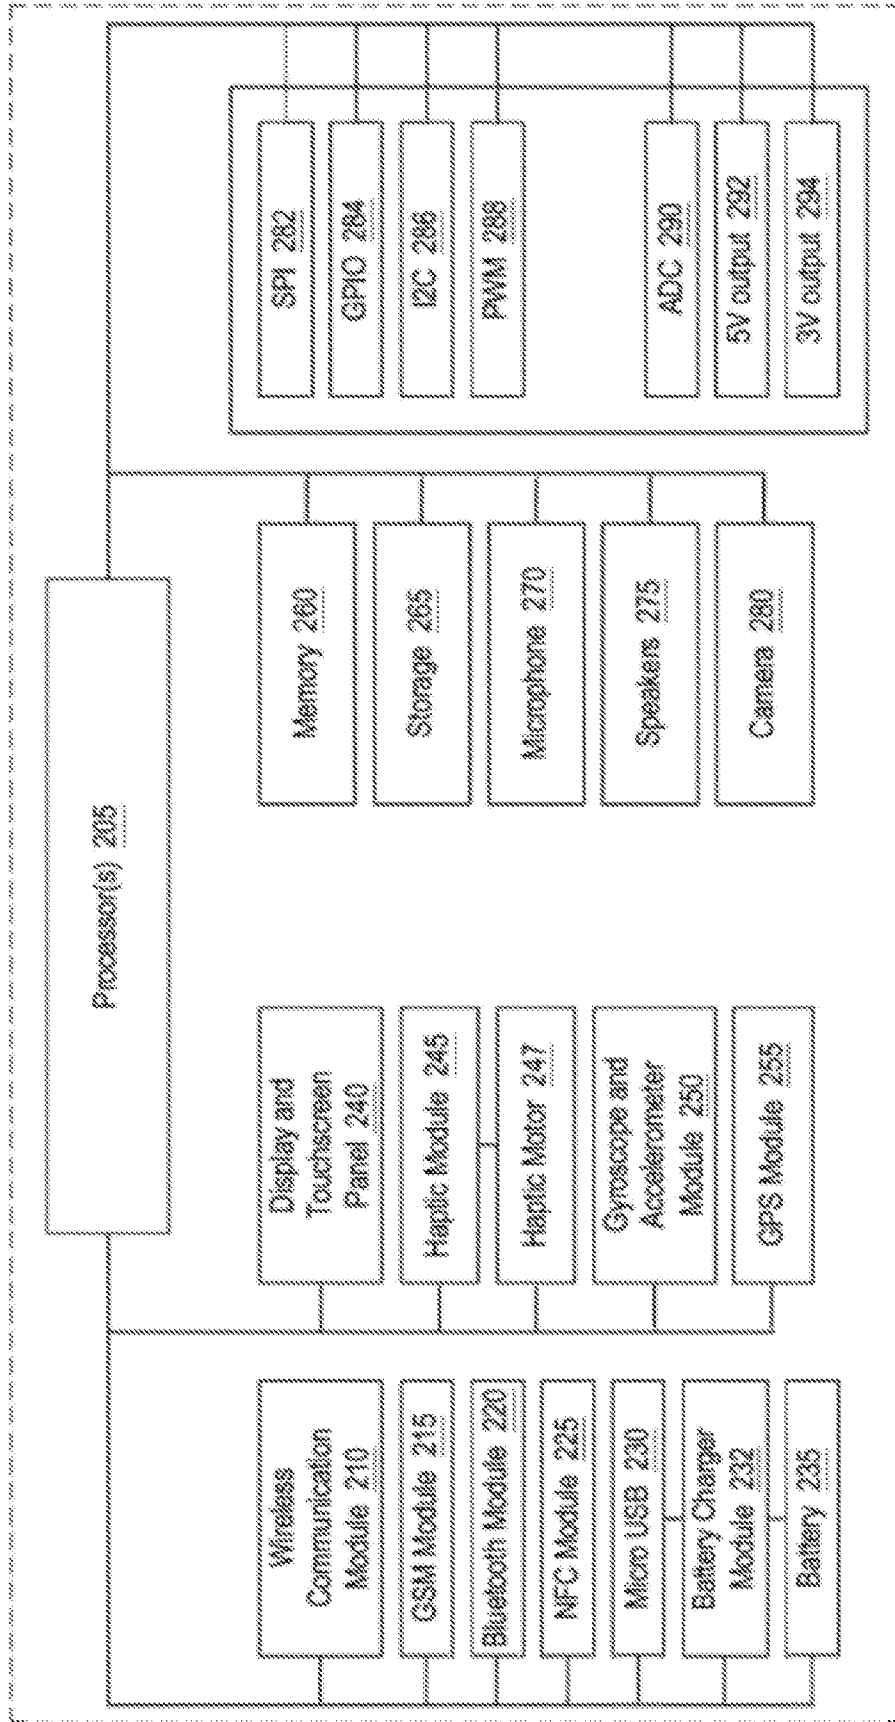 Processor(s) 205
Wireless
Communication
Module 210
GSM Module 215
Bluetooth Module 220
NFC Module 225
Micro USB 230
Battery Charger
Module 232
Battery 235
Display and
Touchscreen
Panel 240
Haptic Module 245
Haptic Motor 247
Gyroscope and
Accelerometer
Module 250
GPS Module 255
Memory 260
Storage 265
Microphone 270
Speakers 275
Camera 280
SPI 282
GPIO 284
I2C 286
PWM 288
ADC 290
5V output 292
3V output 294